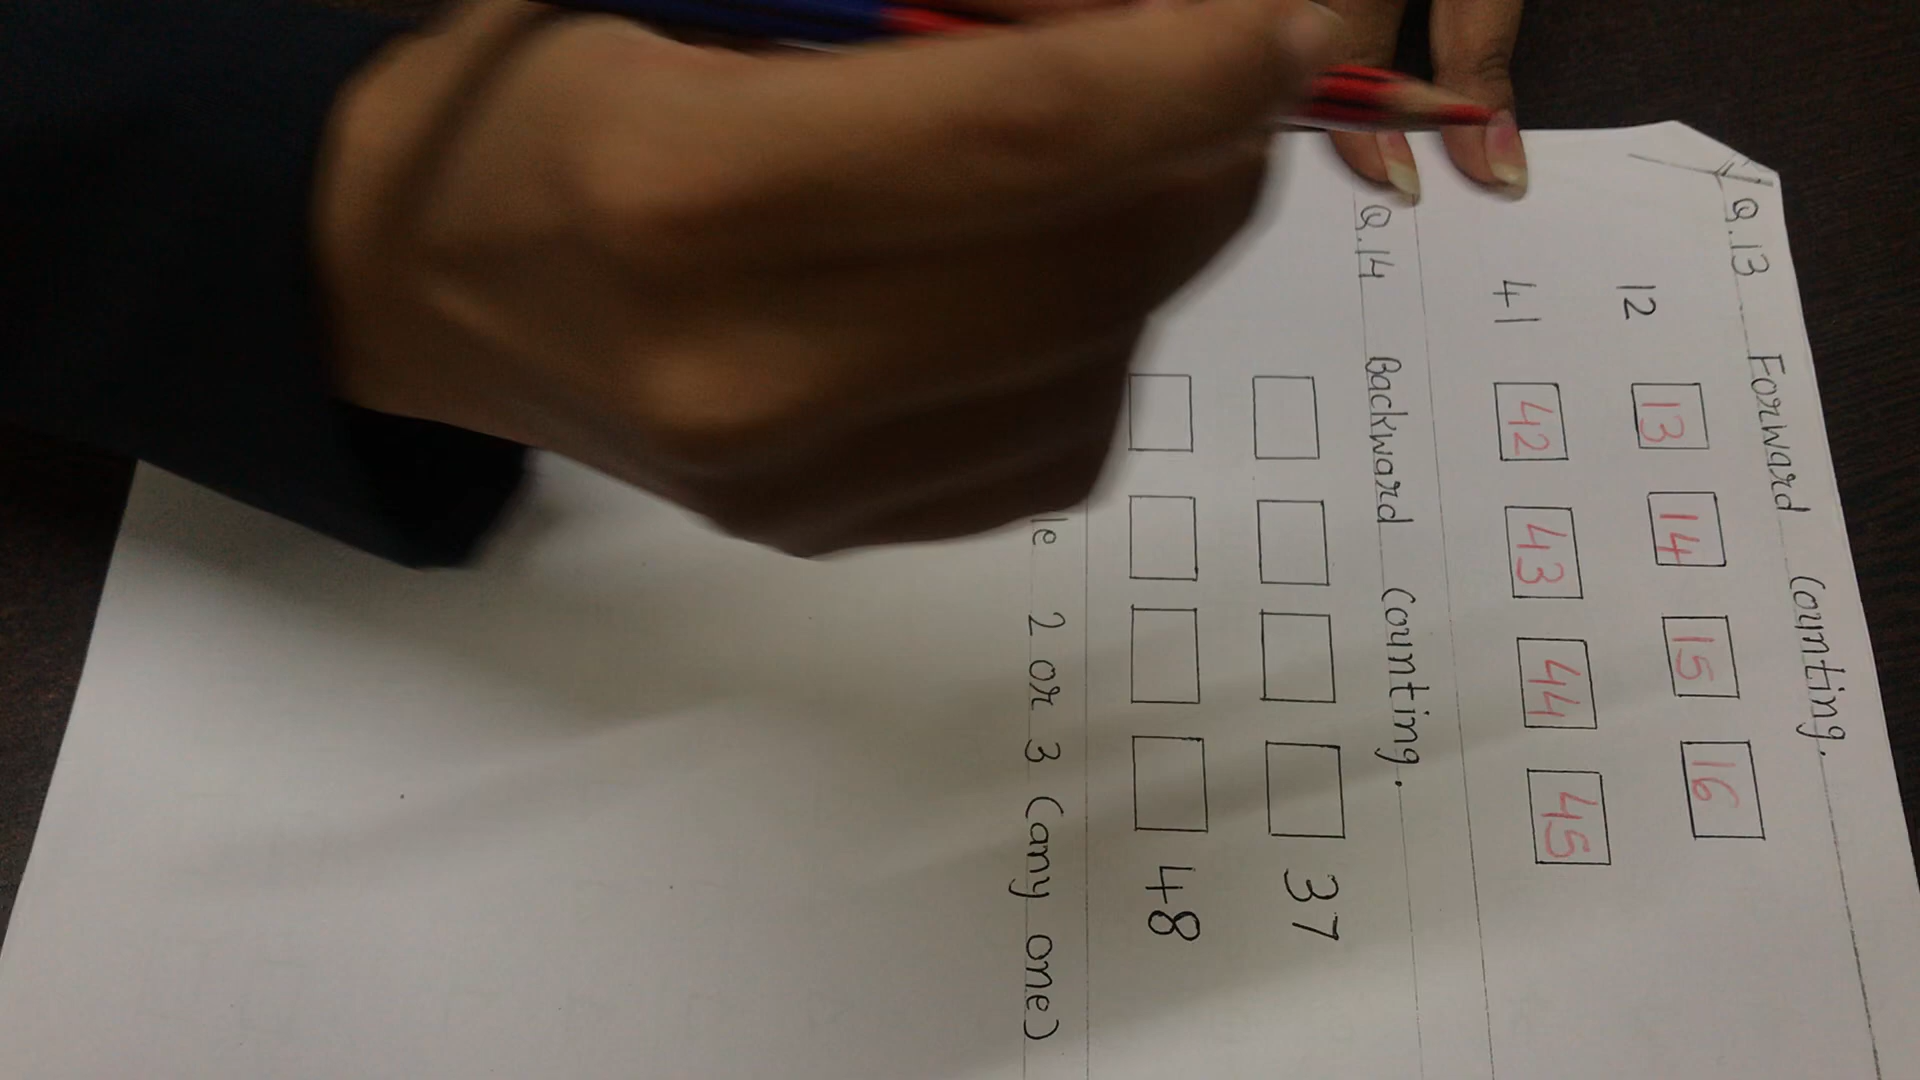 Q.13 Forward Counting.
12 13 14 15 16
41 42 43 44 45
Q.14 Backward Counting.
37
48
2 or 3 (any one)